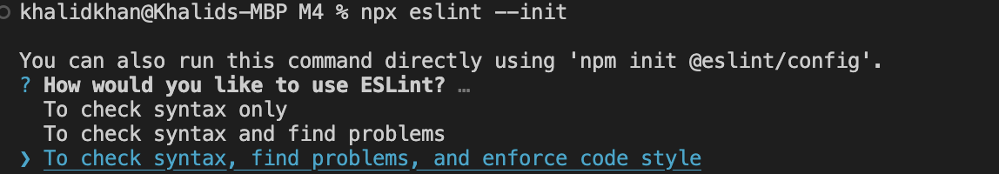 khalidkhan@Khalids-MBP M4 % npx eslint --init
You can also run this command directly using 'npm init @eslint/config'.
? How would you like to use ESLint? …
To check syntax only
To check syntax and find problems
❯ To check syntax, find problems, and enforce code style